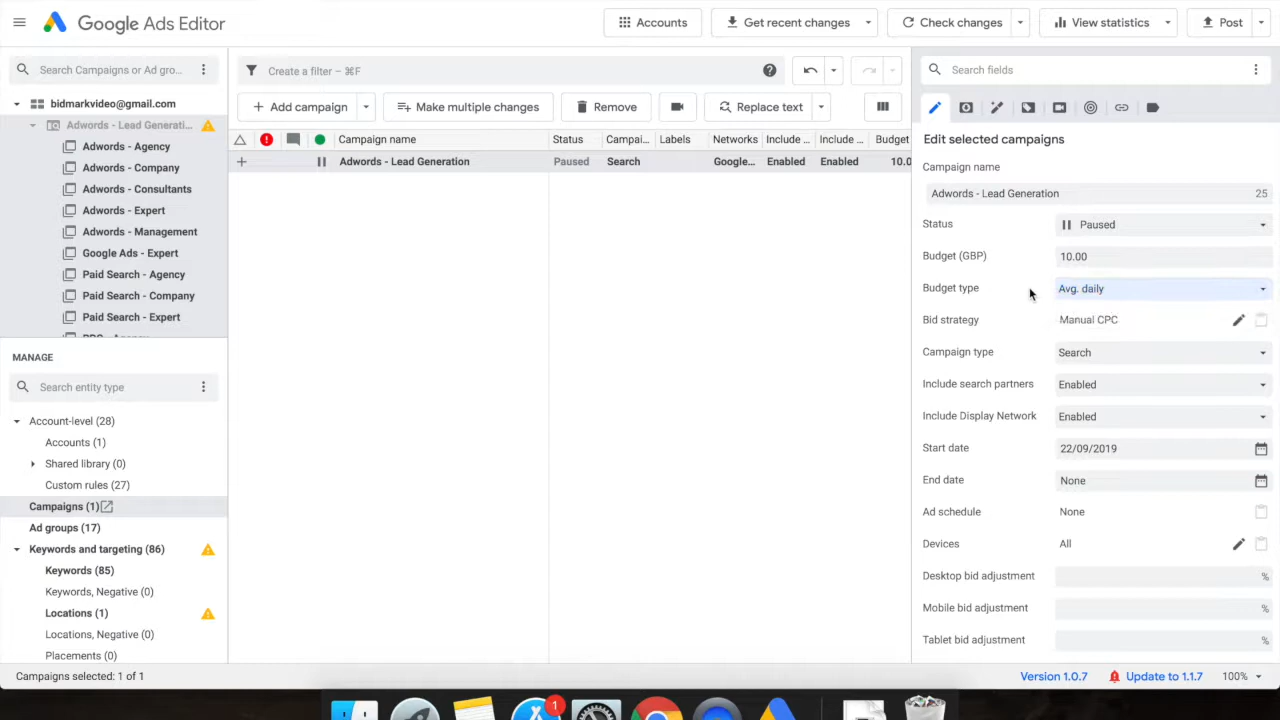 Google Ads Editor
Accounts
Get recent changes
Check changes
View statistics
Post
Search Campaigns or Ad gro...
bidmarkvideo@gmail.com
Adwords - Lead Generati...
Adwords - Agency
Adwords - Company
Adwords - Consultants
Adwords - Expert
Adwords - Management
Google Ads - Expert
Paid Search - Agency
Paid Search - Company
Paid Search - Expert
MANAGE
Search entity type
Account-level (28)
Accounts (1)
Shared library (0)
Custom rules (27)
Campaigns (1)
Ad groups (17)
Keywords and targeting (86)
Keywords (85)
Keywords, Negative (0)
Locations (1)
Locations, Negative (0)
Placements (0)
Create a filter – ⌘F
Add campaign
Make multiple changes
Remove
Replace text
Campaign name Status Campai... Labels Networks Include ... Include ... Budget
Adwords - Lead Generation Paused Search Google... Enabled Enabled 10.0
Search fields
Edit selected campaigns
Campaign name
Adwords - Lead Generation 25
Status Paused
Budget (GBP) 10.00
Budget type Avg. daily
Bid strategy Manual CPC
Campaign type Search
Include search partners Enabled
Include Display Network Enabled
Start date 22/09/2019
End date None
Ad schedule None
Devices All
Desktop bid adjustment %
Mobile bid adjustment %
Tablet bid adjustment %
Campaigns selected: 1 of 1
Version 1.0.7
Update to 1.1.7
100%
1